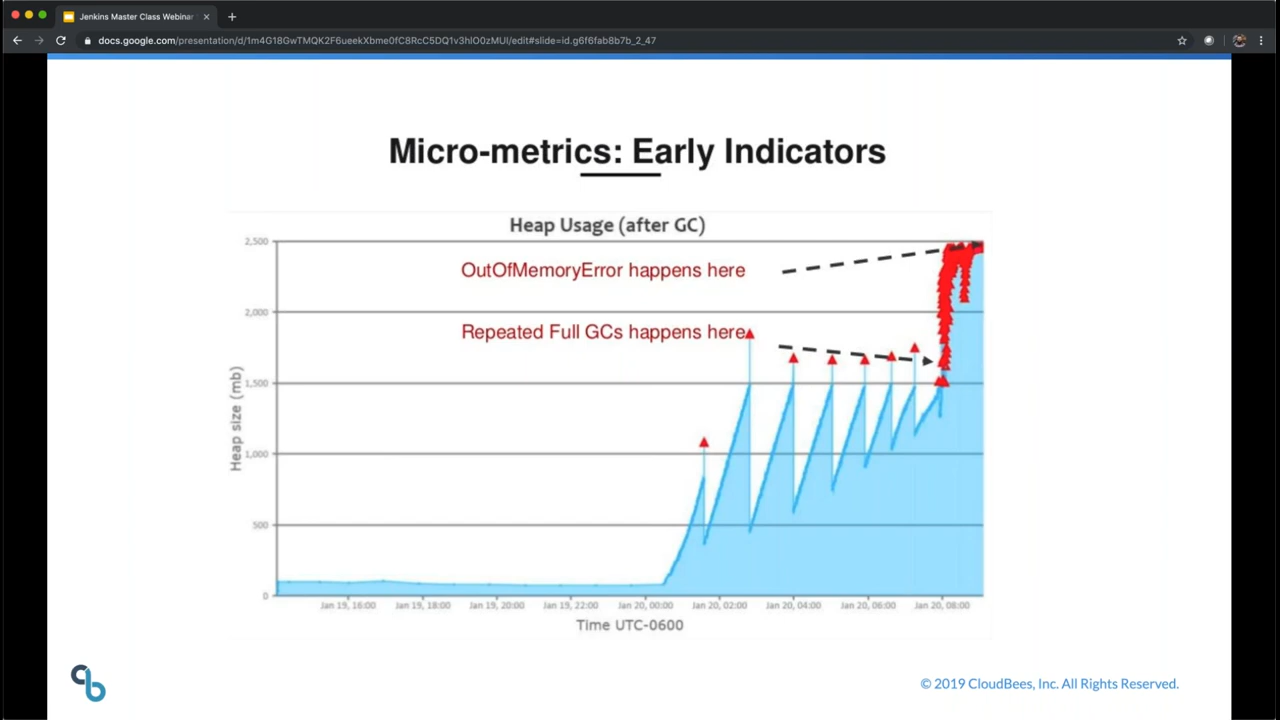 Jenkins Master Class Webinar
docs.google.com/presentation/d/1m4G18GwTMQK2F6ueekXbme0fC8RcC5DQ1v3hlO0zMUI/edit#slide=id.g6f6fab8b7b_2_47
Micro-metrics: Early Indicators
Heap Usage (after GC)
2,500
OutOfMemoryError happens here
2,000
Repeated Full GCs happens here
1,500
Heap size (mb)
1,000
500
0
Jan 19, 16:00 Jan 19, 18:00 Jan 19, 20:00 Jan 19, 22:00 Jan 20, 00:00 Jan 20, 02:00 Jan 20, 04:00 Jan 20, 06:00 Jan 20, 08:00
Time UTC-0600
© 2019 CloudBees, Inc. All Rights Reserved.